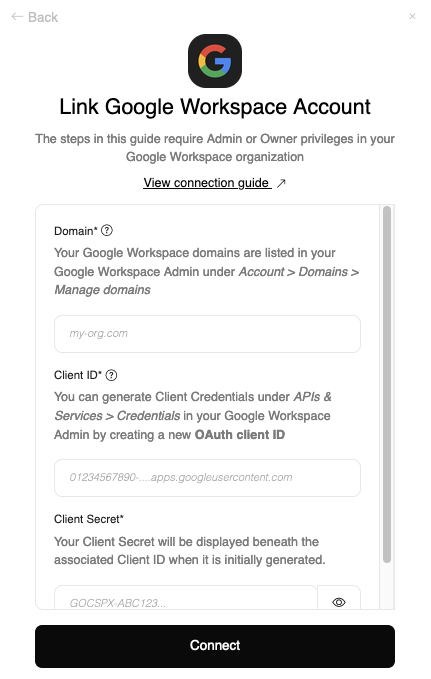 ← Back
×
Link Google Workspace Account
The steps in this guide require Admin or Owner privileges in your
Google Workspace organization
View connection guide ↗
Domain* ?
Your Google Workspace domains are listed in your
Google Workspace Admin under Account > Domains >
Manage domains
my-org.com
Client ID* ?
You can generate Client Credentials under APIs &
Services > Credentials in your Google Workspace
Admin by creating a new OAuth client ID
01234567890-....apps.googleusercontent.com
Client Secret*
Your Client Secret will be displayed beneath the
associated Client ID when it is initially generated.
GOCSPX-ABC123...
Connect